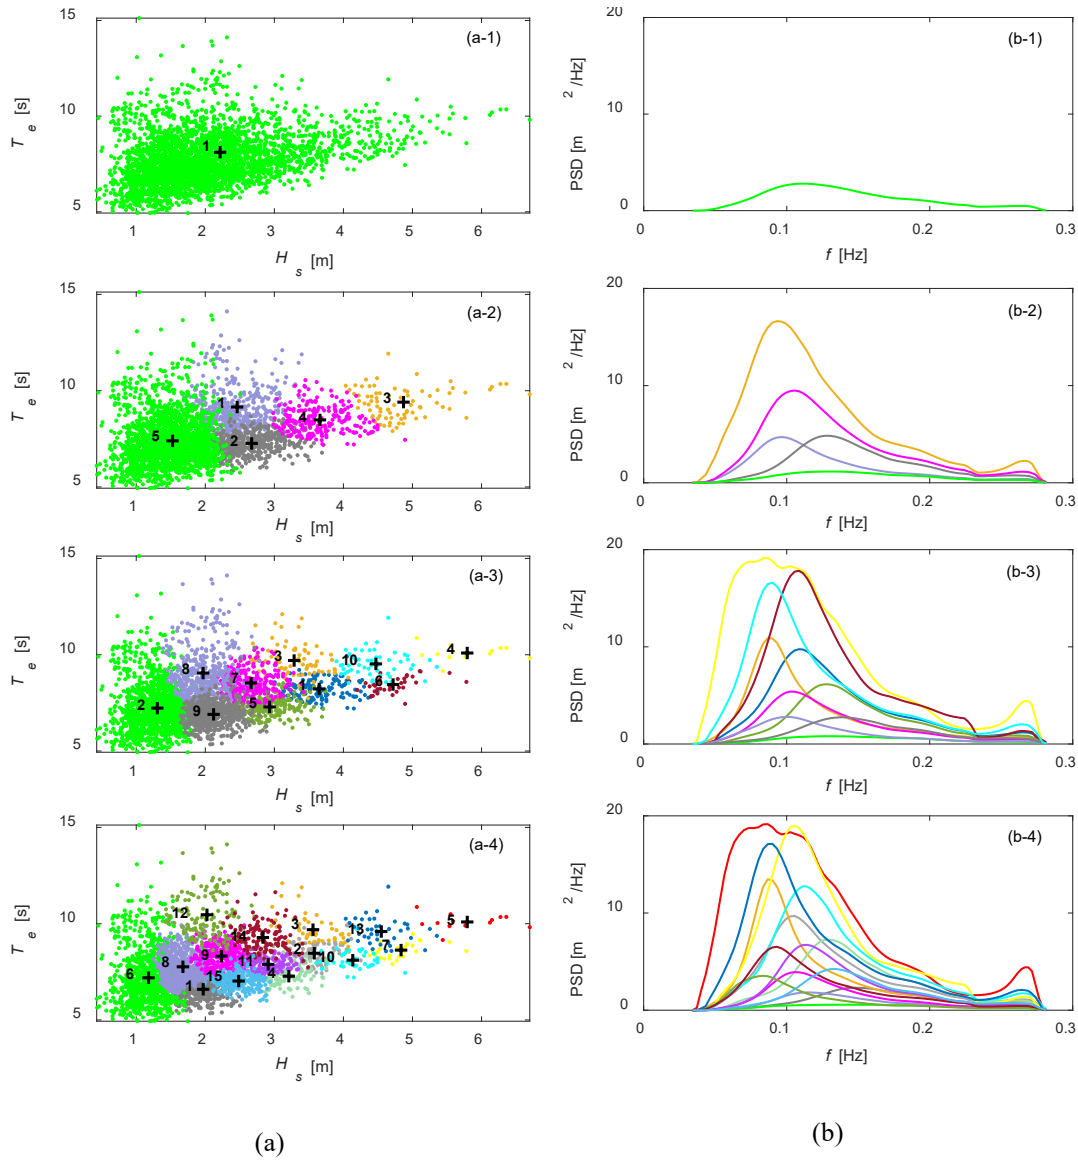 15
10
5
T e [s]
(a-1)
1
1 2 3 4 5 6
H s [m]
20
10
0
PSD [m 2 /Hz]
(b-1)
0 0.1 0.2 0.3
f [Hz]
15
10
5
T e [s]
(a-2)
1
3
4
5
2
1 2 3 4 5 6
H s [m]
20
10
0
PSD [m 2 /Hz]
(b-2)
0 0.1 0.2 0.3
f [Hz]
15
10
5
T e [s]
(a-3)
4
3
10
8
7
1
6
2
9
5
1 2 3 4 5 6
H s [m]
20
10
0
PSD [m 2 /Hz]
(b-3)
0 0.1 0.2 0.3
f [Hz]
15
10
5
T e [s]
(a-4)
12
5
3
13
14
7
2
9
10
8
11
6
15
4
1
1 2 3 4 5 6
H s [m]
20
10
0
PSD [m 2 /Hz]
(b-4)
0 0.1 0.2 0.3
f [Hz]
(a)
(b)